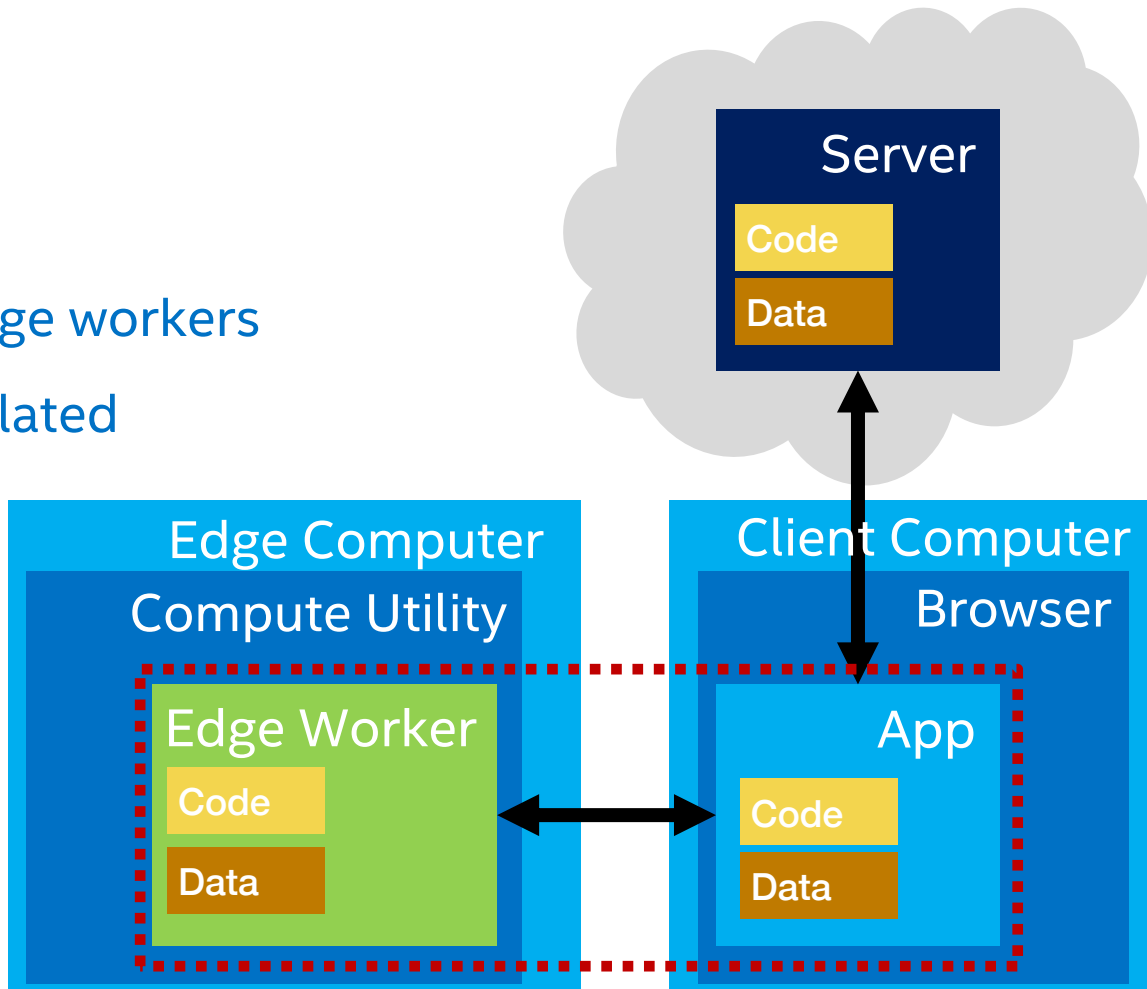 Server
Code
Data
ge workers
lated
Edge Computer
Compute Utility
Edge Worker
Code
Data
Client Computer
Browser
App
Code
Data